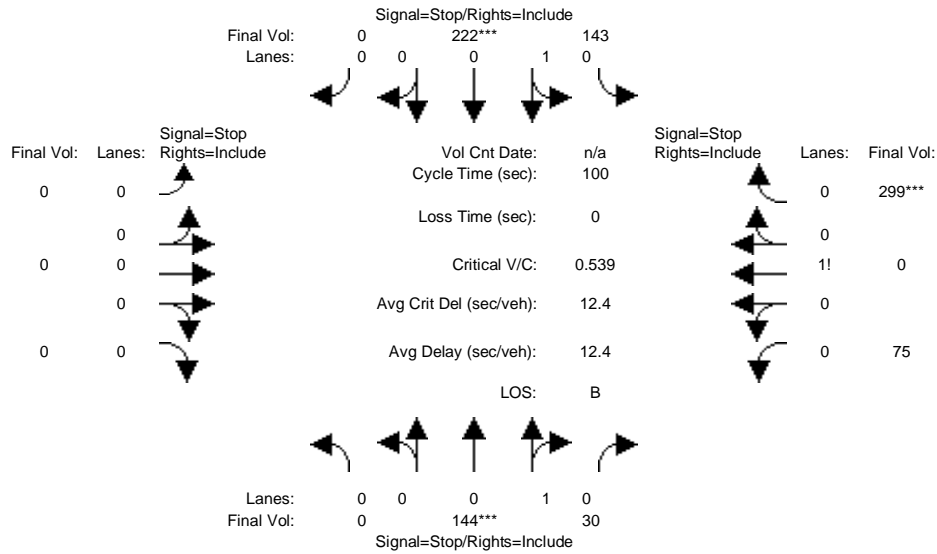 Signal=Stop/Rights=Include
Final Vol: 0 222*** 143
Lanes: 0 0 0 1 0
Signal=Stop
Final Vol: Lanes: Rights=Include
Vol Cnt Date: n/a
Signal=Stop
Rights=Include Lanes: Final Vol:
Cycle Time (sec): 100
0 0
0 299***
Loss Time (sec): 0
0
0
0 0
Critical V/C: 0.539
1! 0
0
Avg Crit Del (sec/veh): 12.4
0
0 0
Avg Delay (sec/veh): 12.4
0 75
LOS: B
Lanes: 0 0 0 1 0
Final Vol: 0 144*** 30
Signal=Stop/Rights=Include